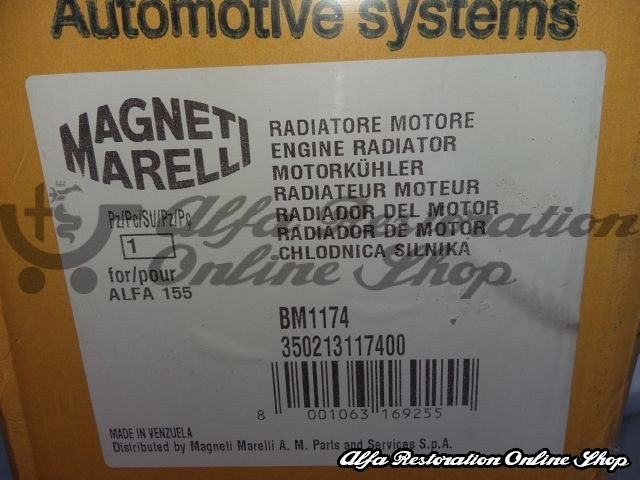 Automotive systems
MAGNETI
MARELLI
RADIATORE MOTORE
ENGINE RADIATOR
MOTORKÜHLER
RADIATEUR MOTEUR
RADIADOR DEL MOTOR
RADIADOR DE MOTOR
CHLODNICA SILNIKA
Pz/Pc/SU/Pz/Pç
1
for/pour
ALFA 155
Alfa Restoration
Online Shop
BM1174
350213117400
8 001063 169255
MADE IN VENZUELA
Distributed by Magneti Marelli A. M. Parts and Services S.p.A.
Alfa Restoration Online Shop